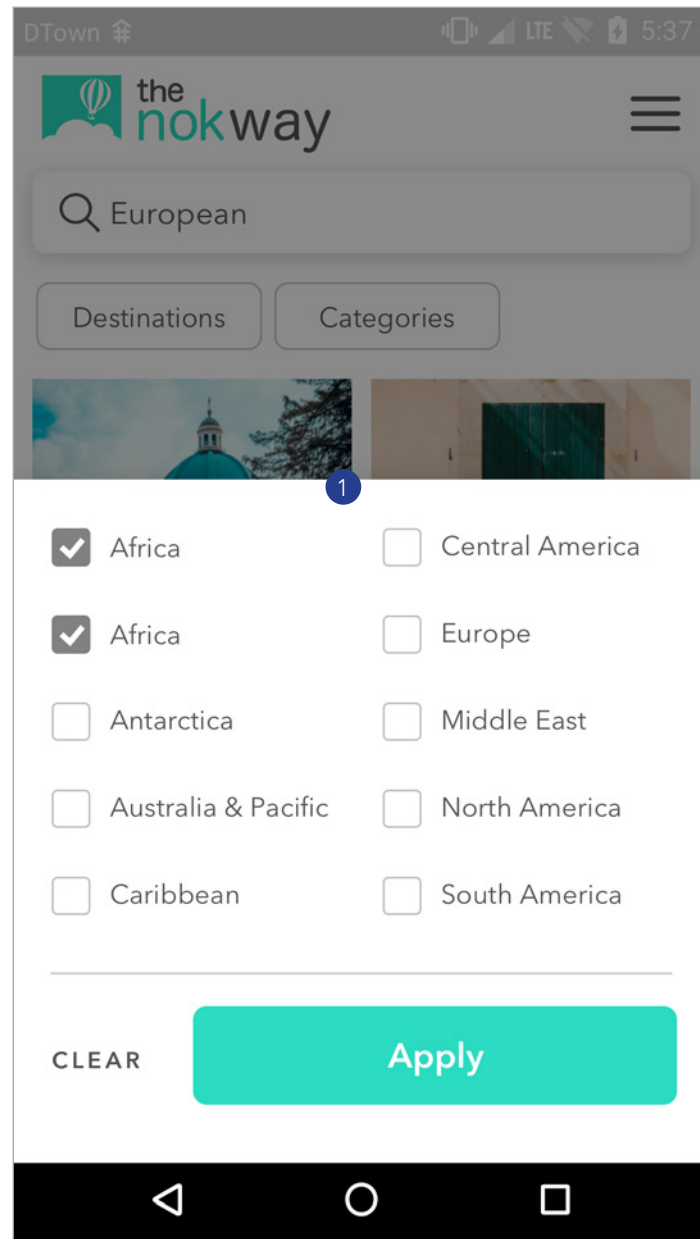 DTown
LTE 5:37
the
nokway
European
Destinations
Categories
1
Africa
Central America
Africa
Europe
Antarctica
Middle East
Australia & Pacific
North America
Caribbean
South America
CLEAR
Apply